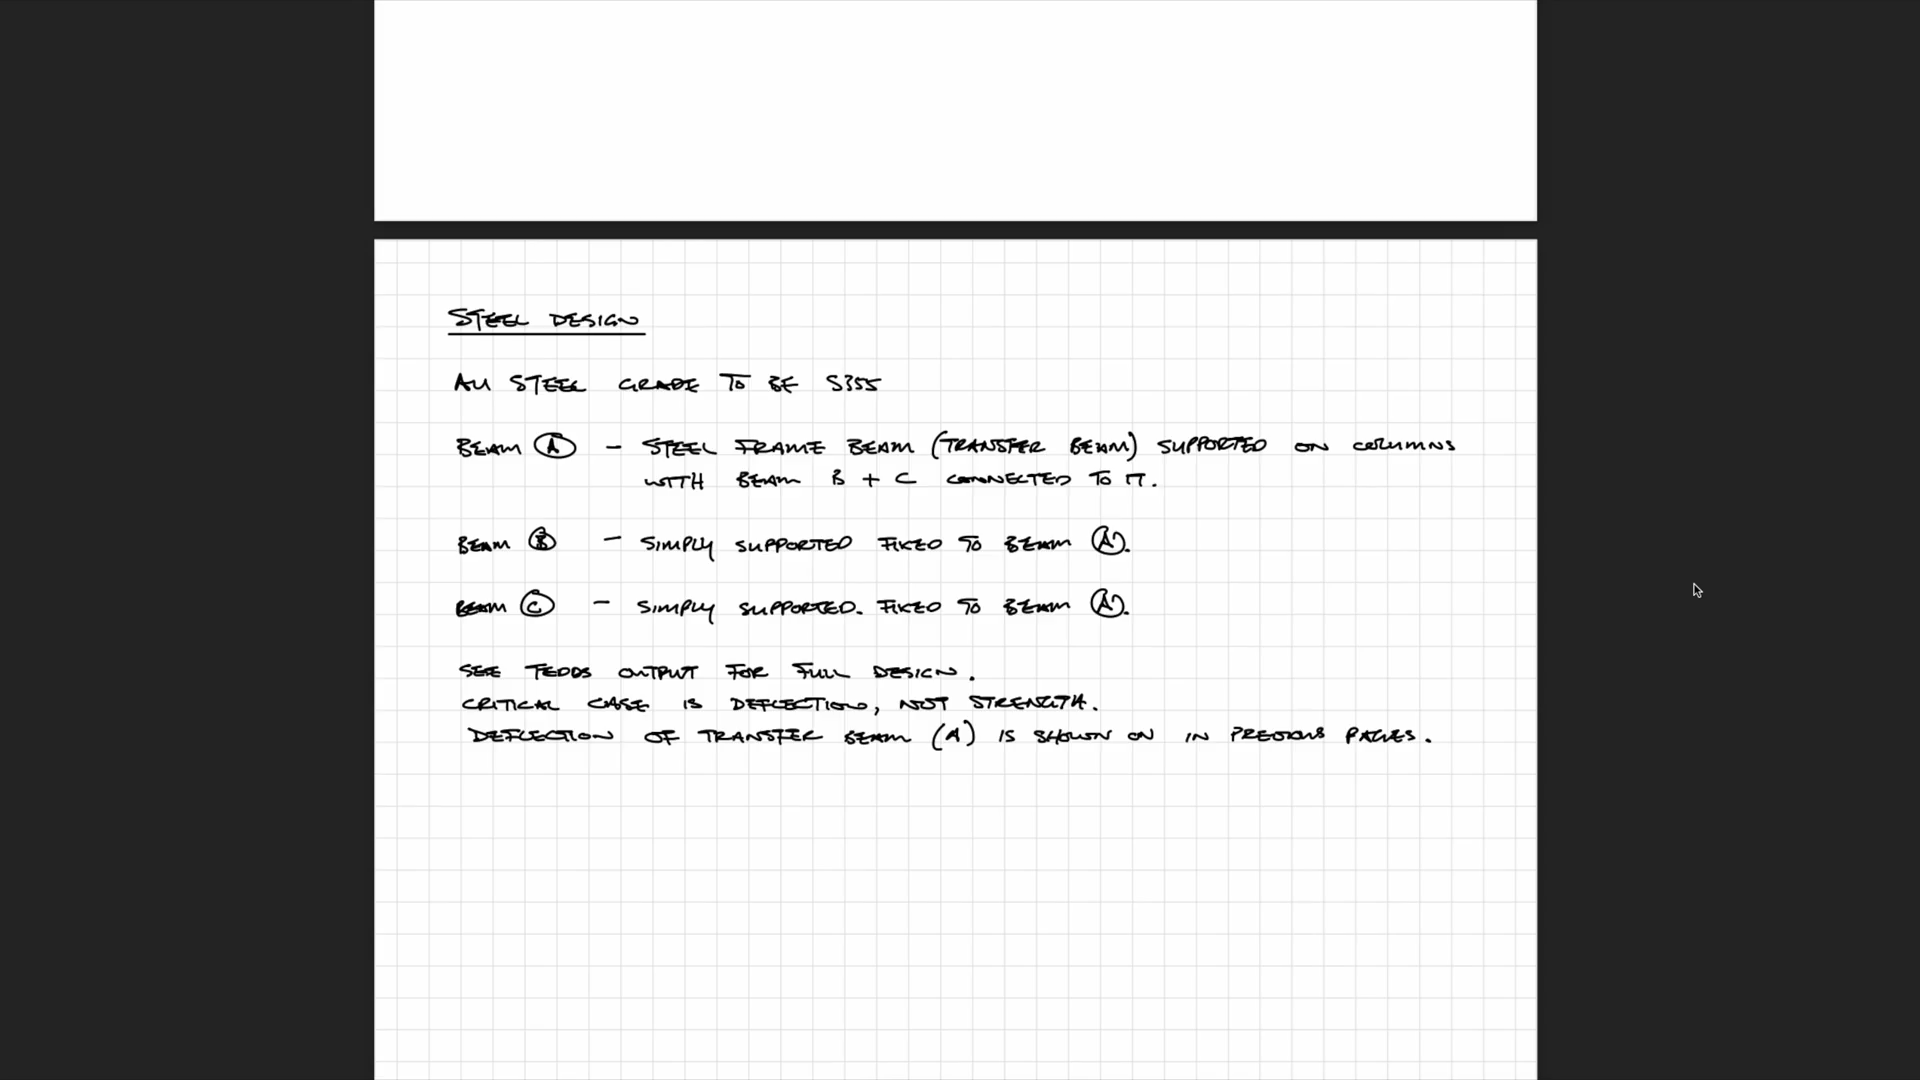 STEEL DESIGN
ALL STEEL GRADE TO BE S355
BEAM A - STEEL FRAME BEAM (TRANSFER BEAM) SUPPORTED ON COLUMNS
WITH BEAM B + C CONNECTED TO IT.
BEAM B - SIMPLY SUPPORTED FIXED TO BEAM A.
BEAM C - SIMPLY SUPPORTED. FIXED TO BEAM A.
SEE TEDDS OUTPUT FOR FULL DESIGN.
CRITICAL CASE IS DEFLECTION, NOT STRENGTH.
DEFLECTION OF TRANSFER BEAM (A) IS SHOWN ON IN PREVIOUS PAGES.